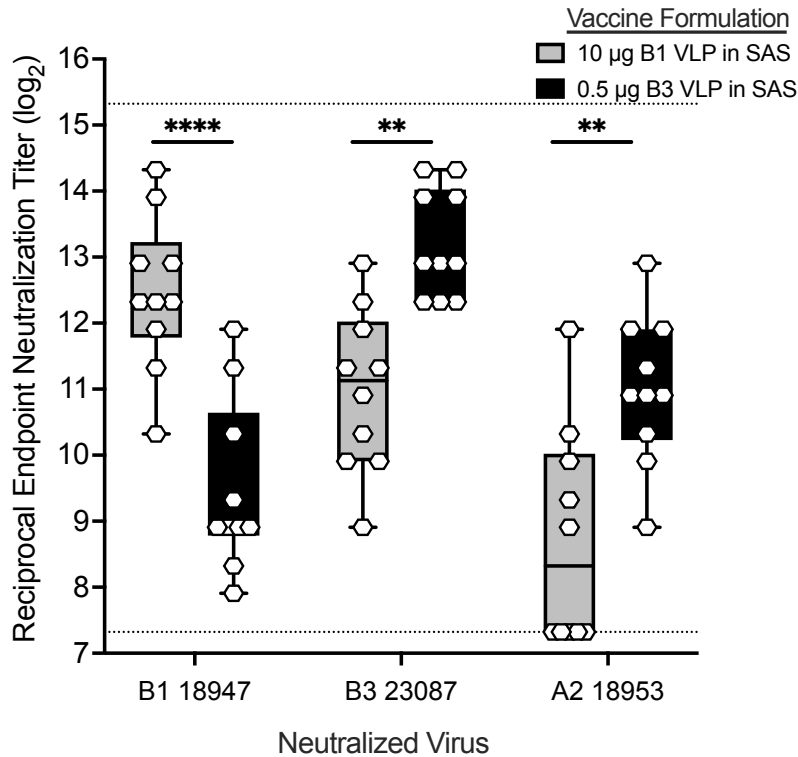 Vaccine Formulation
10 µg B1 VLP in SAS
0.5 µg B3 VLP in SAS
Reciprocal Endpoint Neutralization Titer (log2)
16
15
14
13
12
11
10
9
8
7
****
**
**
B1 18947
B3 23087
A2 18953
Neutralized Virus